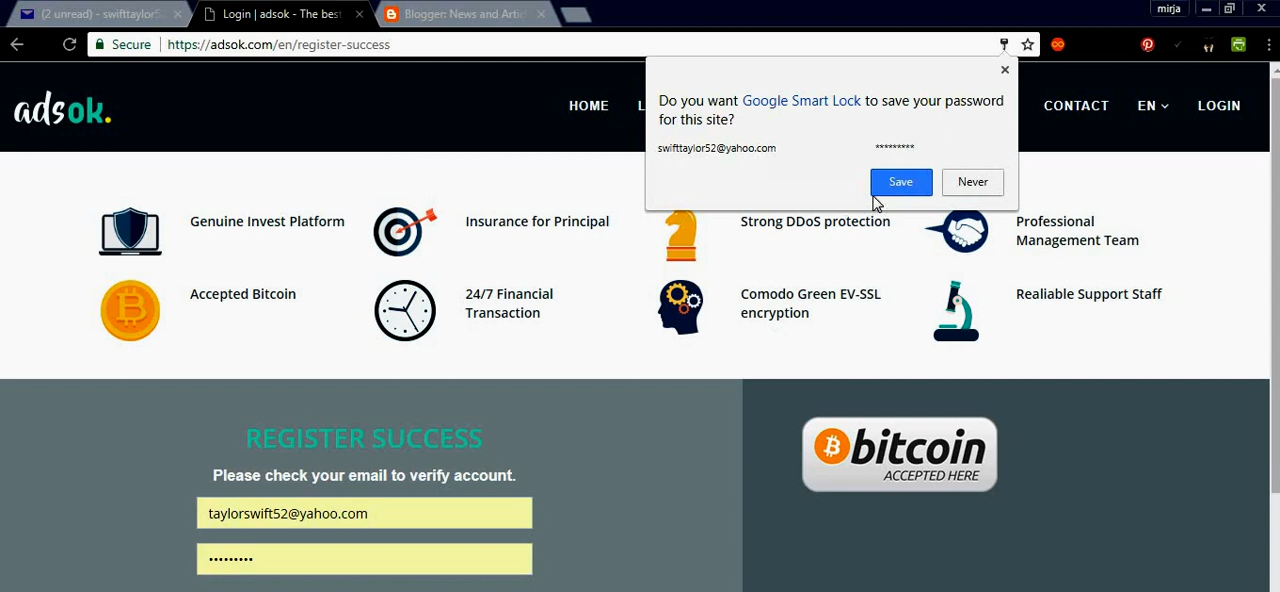 (2 unread) - swifttaylor5
Login | adsok - The best
Blogger: News and Artic
mirja
Secure
https://adsok.com/en/register-success
adsok.
HOME
L
CONTACT
EN
LOGIN
Do you want Google Smart Lock to save your password
for this site?
swifttaylor52@yahoo.com
*********
Save
Never
Genuine Invest Platform
Insurance for Principal
Strong DDoS protection
Professional
Management Team
Accepted Bitcoin
24/7 Financial
Transaction
Comodo Green EV-SSL
encryption
Realiable Support Staff
REGISTER SUCCESS
Please check your email to verify account.
taylorswift52@yahoo.com
•••••••••
bitcoin
ACCEPTED HERE